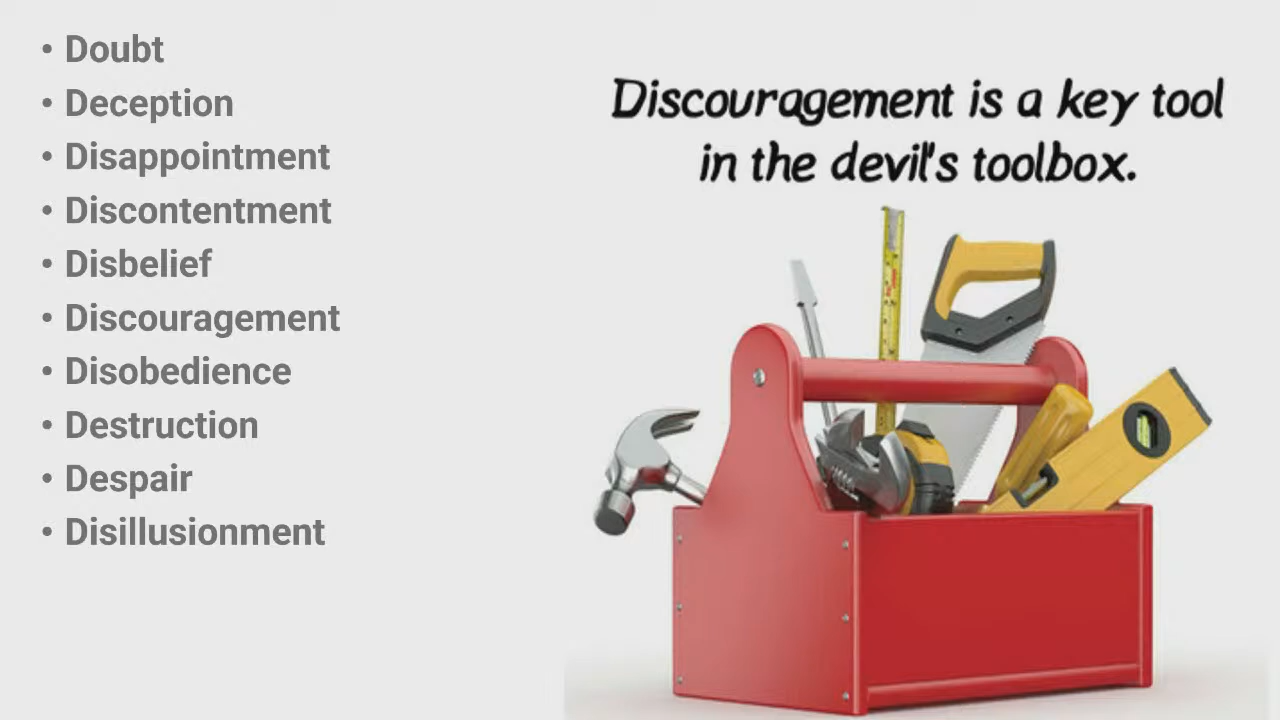 • Doubt
• Deception
• Disappointment
• Discontentment
• Disbelief
• Discouragement
• Disobedience
• Destruction
• Despair
• Disillusionment
Discouragement is a key tool
in the devil's toolbox.